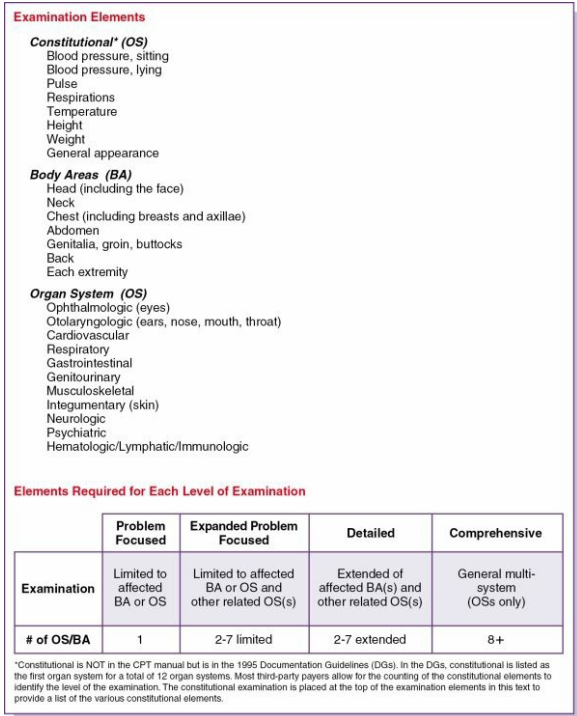 Examination Elements
Constitutional* (OS)
Blood pressure, sitting
Blood pressure, lying
Pulse
Respirations
Temperature
Height
Weight
General appearance
Body Areas (BA)
Head (including the face)
Neck
Chest (including breasts and axillae)
Abdomen
Genitalia, groin, buttocks
Back
Each extremity
Organ System (OS)
Ophthalmologic (eyes)
Otolaryngologic (ears, nose, mouth, throat)
Cardiovascular
Respiratory
Gastrointestinal
Genitourinary
Musculoskeletal
Integumentary (skin)
Neurologic
Psychiatric
Hematologic/Lymphatic/Immunologic
Elements Required for Each Level of Examination
Problem
Focused
Expanded Problem
Focused
Detailed
Comprehensive
Examination
Limited to
affected
BA or OS
Limited to affected
BA or OS and
other related OS(s)
Extended of
affected BA(s) and
other related OS(s)
General multi-
system
(OSs only)
# of OS/BA
1
2-7 limited
2-7 extended
8+
*Constitutional is NOT in the CPT manual but is in the 1995 Documentation Guidelines (DGs). In the DGs, constitutional is listed as
the first organ system for a total of 12 organ systems. Most third-party payers allow for the counting of the constitutional elements to
identify the level of the examination. The constitutional examination is placed at the top of the examination elements in this text to
provide a list of the various constitutional elements.